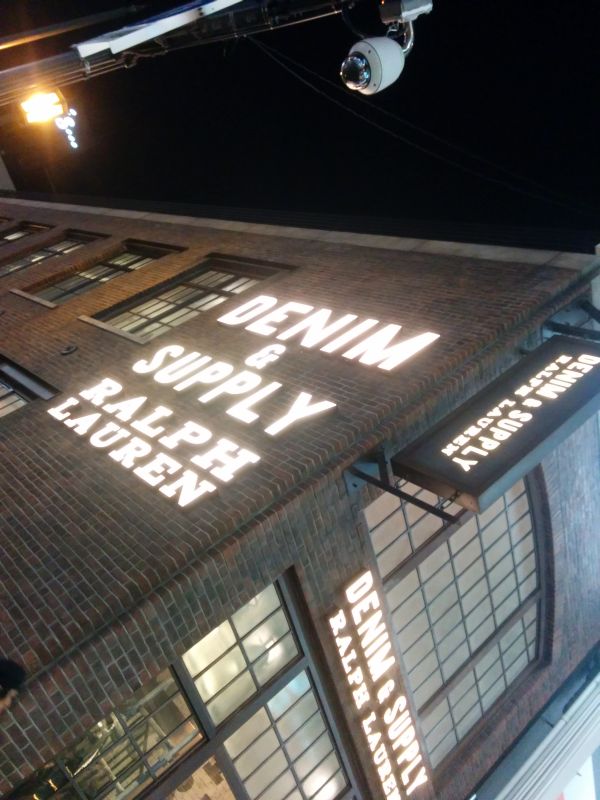 DENIM
&
SUPPLY
RALPH
LAUREN
DENIM & SUPPLY
RALPH LAUREN
DENIM & SUPPLY
RALPH LAUREN